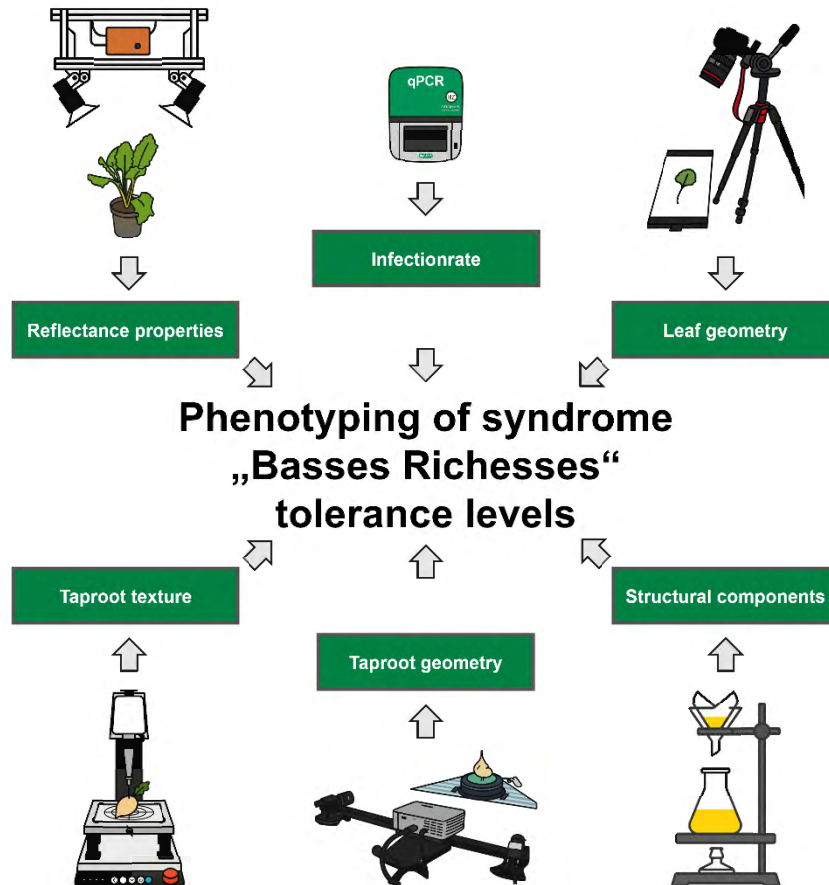 qPCR
Infectionrate
Reflectance properties
Leaf geometry
Phenotyping of syndrome
„Basses Richesses“
tolerance levels
Taproot texture
Structural components
Taproot geometry